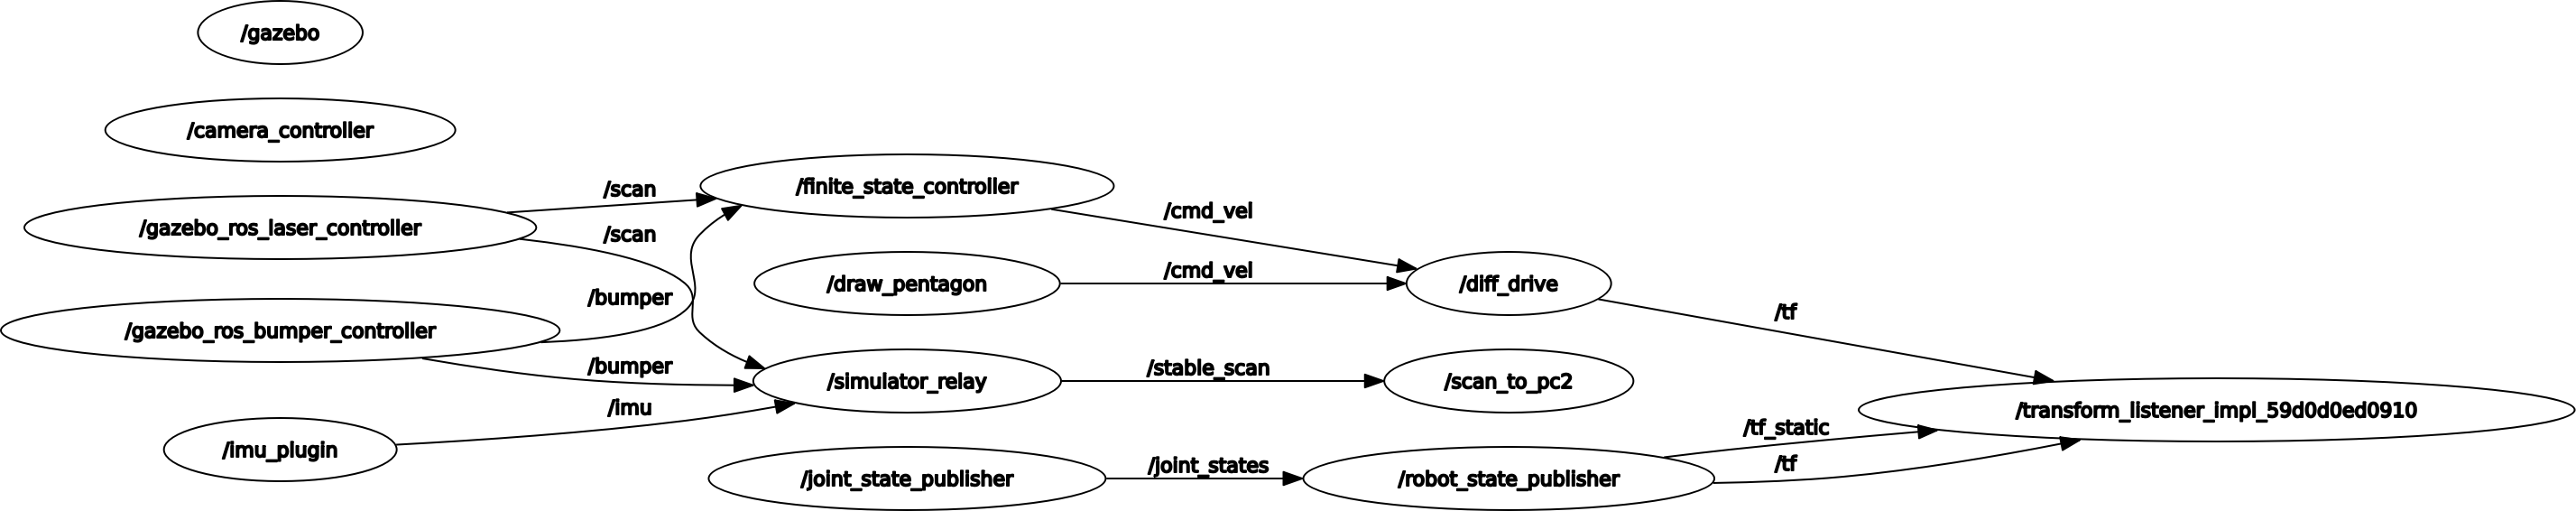 /gazebo
/camera_controller
/scan
/finite_state_controller
/cmd_vel
/gazebo_ros_laser_controller
/scan
/cmd_vel
/draw_pentagon
/diff_drive
/bumper
/tf
/gazebo_ros_bumper_controller
/bumper
/stable_scan
/simulator_relay
/scan_to_pc2
/imu
/transform_listener_impl_59d0d0ed0910
/tf_static
/imu_plugin
/joint_states
/tf
/joint_state_publisher
/robot_state_publisher